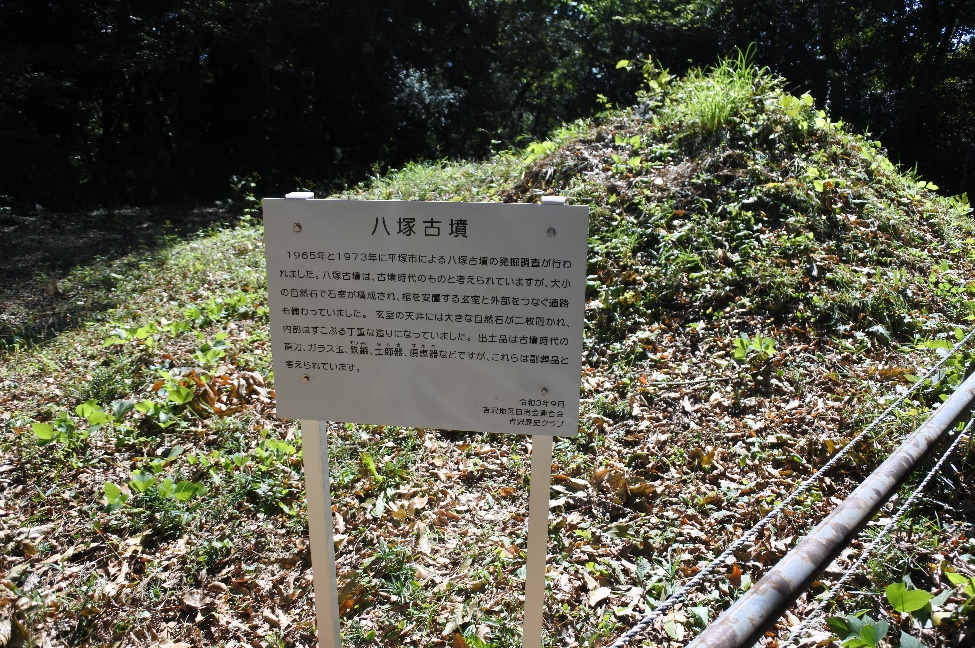 八塚古墳
1965年と1973年に平塚市による八塚古墳の発掘調査が行わ
れました。八塚古墳は、古墳時代のものと考えられていますが、大小
の自然石で石室が構成され、棺を安置する玄室と外部をつなぐ通路
も備わっていました。玄室の天井には大きな自然石が二枚置かれ、
内部はすこぶる丁重な造りになっていました。出土品は古墳時代の
直刀、ガラス玉、鉄鏃、土師器、須恵器などですが、これらは副葬品と
考えられています。
令和3年9月
吉沢地区自治会連合会
吉沢歴史クラブ